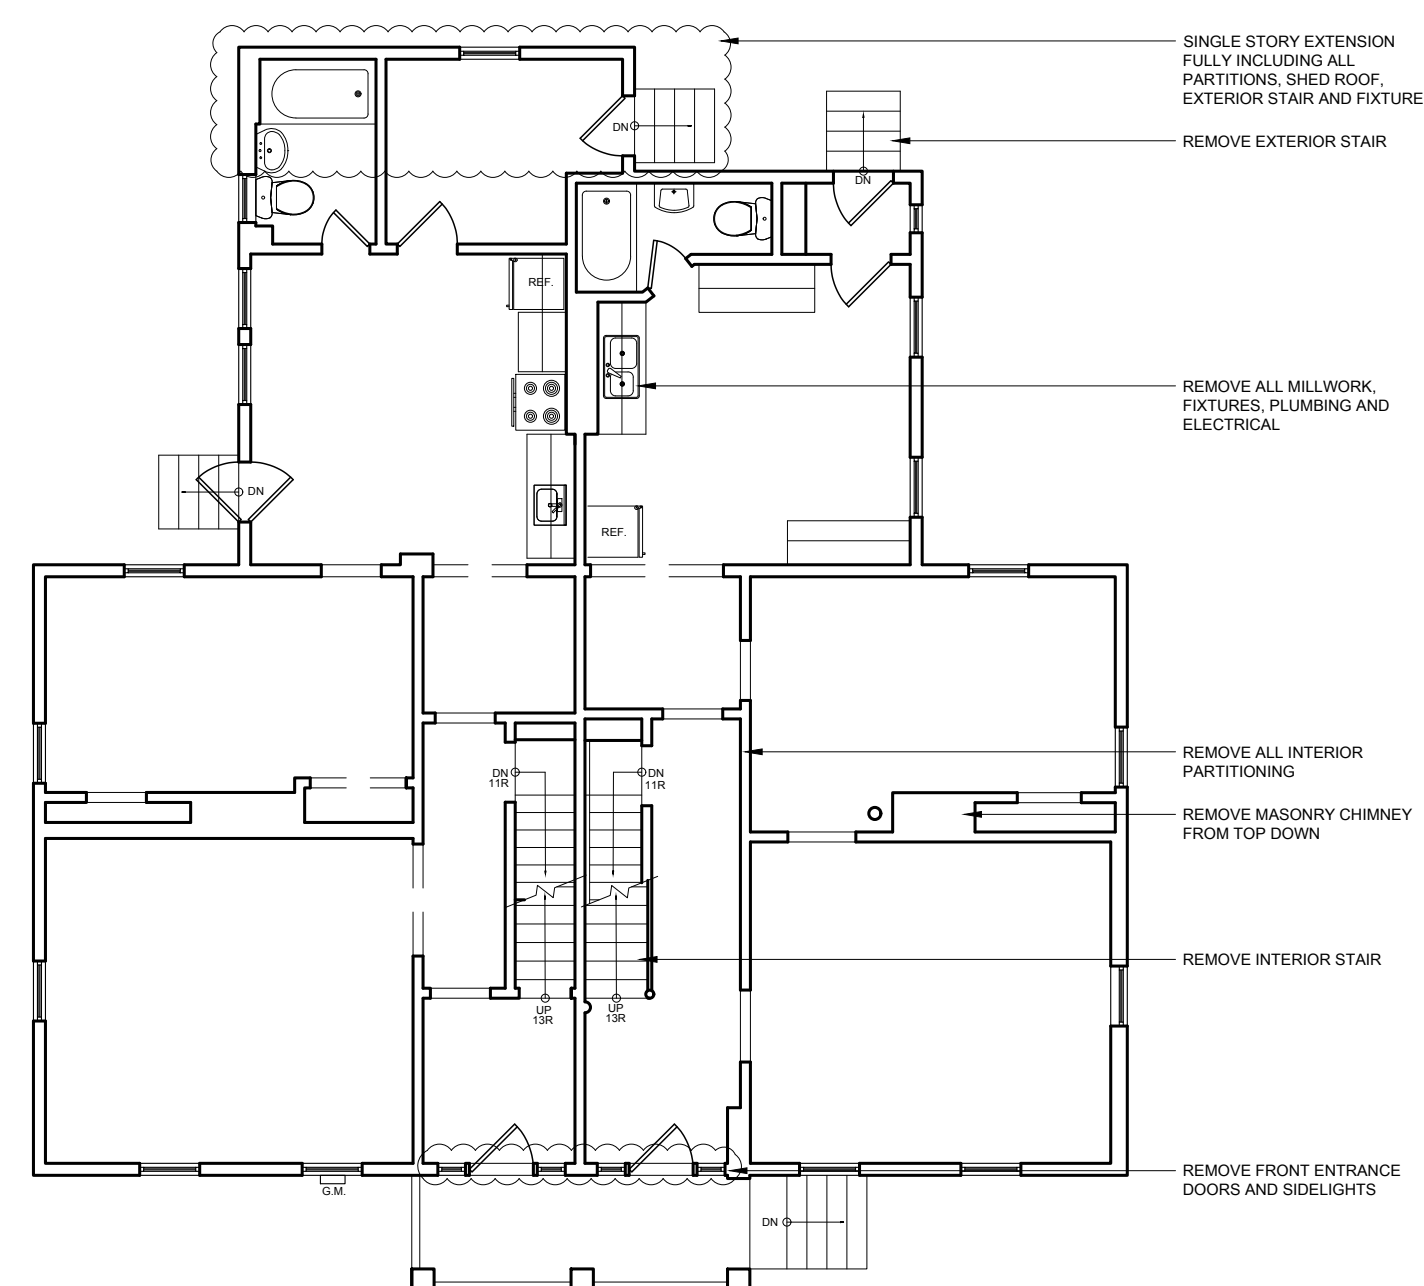 SINGLE STORY EXTENSION
FULLY INCLUDING ALL
PARTITIONS, SHED ROOF,
EXTERIOR STAIR AND FIXTURE
DN
REMOVE EXTERIOR STAIR
DN
REF.
REMOVE ALL MILLWORK,
FIXTURES, PLUMBING AND
ELECTRICAL
DN
REF.
REMOVE ALL INTERIOR
PARTITIONING
DN
11R
DN
11R
REMOVE MASONRY CHIMNEY
FROM TOP DOWN
REMOVE INTERIOR STAIR
UP
13R
UP
13R
REMOVE FRONT ENTRANCE
DOORS AND SIDELIGHTS
G.M.
DN